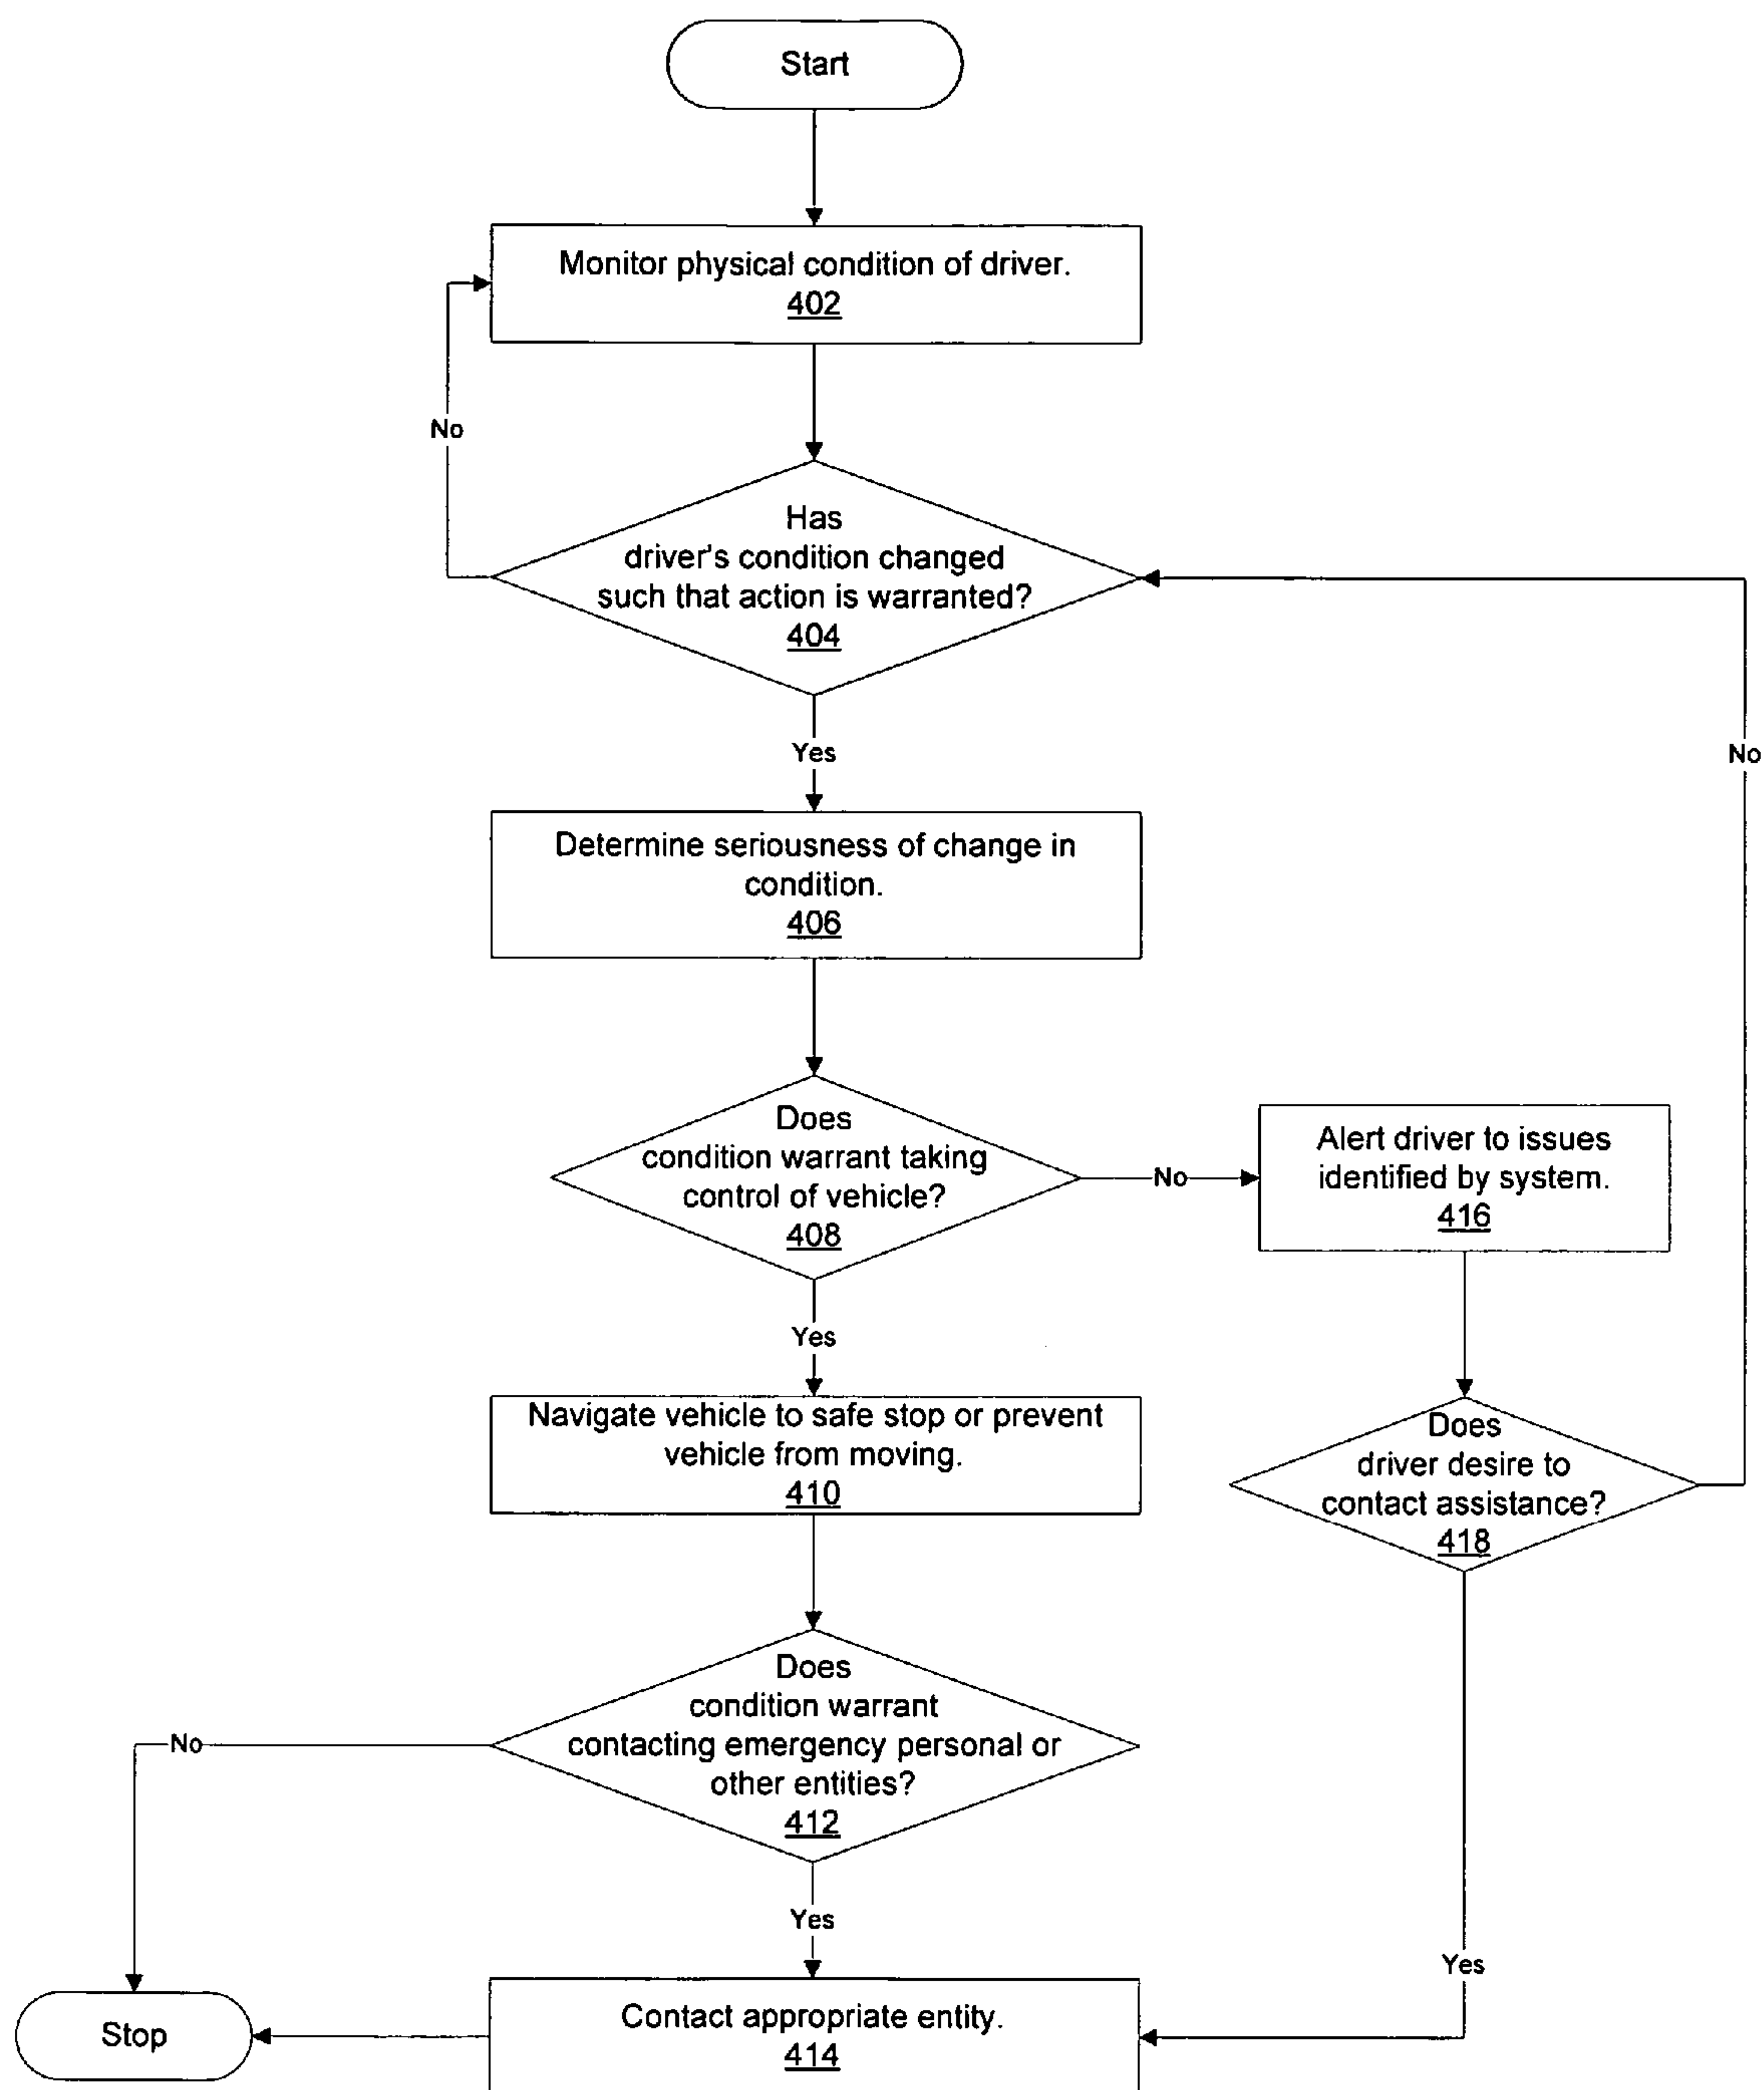 Start
Monitor physical condition of driver.
402
No
Has
driver's condition changed
such that action is warranted?
404
Yes
No
Determine seriousness of change in
condition.
406
Does
condition warrant taking
control of vehicle?
408
No
Alert driver to issues
identified by system.
416
Yes
Navigate vehicle to safe stop or prevent
vehicle from moving.
410
Does
driver desire to
contact assistance?
418
Does
condition warrant
contacting emergency personal or
other entities?
412
No
Yes
Yes
Contact appropriate entity.
414
Stop